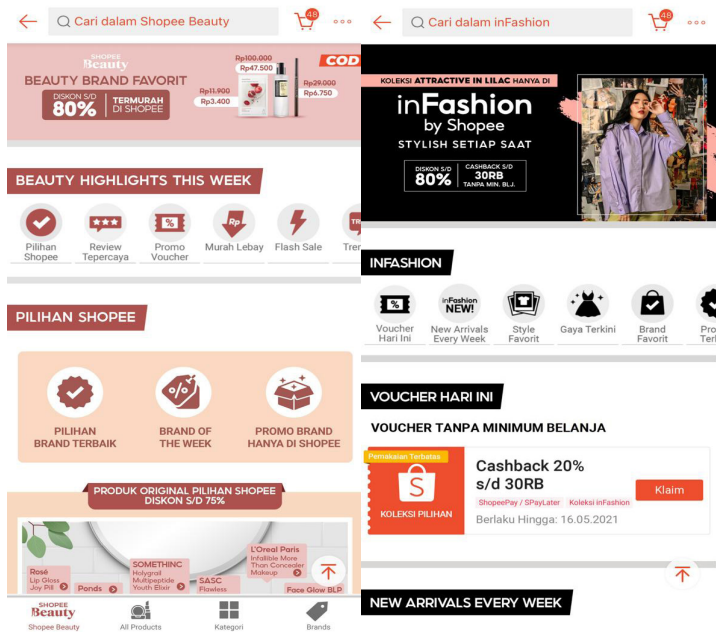 Cari dalam Shopee Beauty
48
SHOPEE
Beauty
BEAUTY BRAND FAVORIT
DISKON S/D
80%
TERMURAH
DI SHOPEE
Rp100.000
Rp47.500
COD
Rp11.900
Rp3.400
Rp29.000
Rp6.750
BEAUTY HIGHLIGHTS THIS WEEK
Rp
TR
Pilihan
Shopee
Review
Tepercaya
Promo
Voucher
Murah Lebay
Flash Sale
Tren
PILIHAN SHOPEE
PILIHAN
BRAND TERBAIK
BRAND OF
THE WEEK
PROMO BRAND
HANYA DI SHOPEE
PRODUK ORIGINAL PILIHAN SHOPEE
DISKON S/D 75%
Rosé
Lip Gloss
Joy Pill
Ponds
SOMETHINC
Holygrail
Multipeptide
Youth Elixir
SASC
Flawless
L'Oreal Paris
Infallible More
Than Concealer
Makeup
Face Glow BLP
SHOPEE
Beauty
Shopee Beauty
All Products
Kategori
Brands
Cari dalam inFashion
48
KOLEKSI ATTRACTIVE IN LILAC HANYA DI
inFashion
by Shopee
STYLISH SETIAP SAAT
DISKON S/D
80%
CASHBACK S/D
30RB
TANPA MIN. BLJ.
INFASHION
inFashion
NEW!
Voucher
Hari Ini
New Arrivals
Every Week
Style
Favorit
Gaya Terkini
Brand
Favorit
Pro
Terl
VOUCHER HARI INI
VOUCHER TANPA MINIMUM BELANJA
Pemakaian Terbatas
KOLEKSI PILIHAN
Cashback 20%
s/d 30RB
ShopeePay / SPayLater
Koleksi inFashion
Berlaku Hingga: 16.05.2021
Klaim
NEW ARRIVALS EVERY WEEK